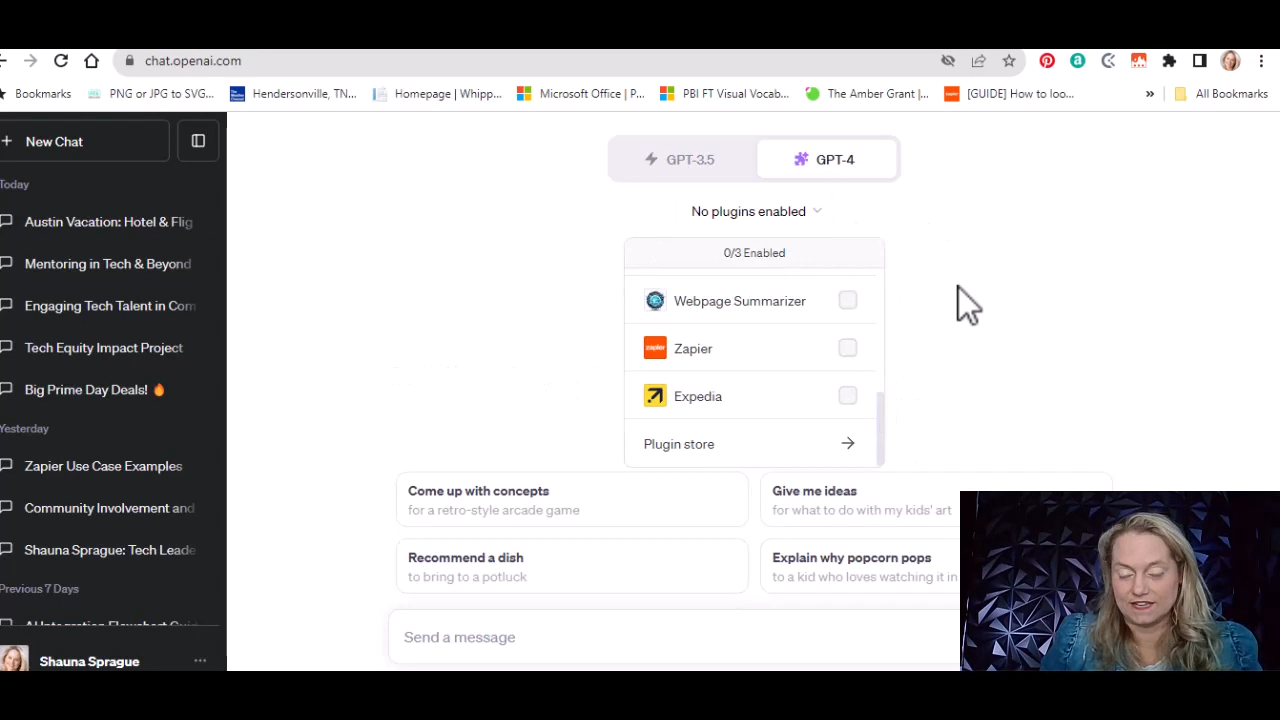 chat.openai.com
Bookmarks
PNG or JPG to SVG...
Hendersonville, TN...
Homepage | Whipp...
Microsoft Office | P...
PBI FT Visual Vocab...
The Amber Grant |...
[GUIDE] How to loo...
»
All Bookmarks
+ New Chat
GPT-3.5
GPT-4
Today
No plugins enabled
Austin Vacation: Hotel & Flig
0/3 Enabled
Mentoring in Tech & Beyond
Webpage Summarizer
Engaging Tech Talent in Com
Tech Equity Impact Project
zapier
Zapier
Big Prime Day Deals! 🔥
Expedia
Yesterday
Plugin store
Zapier Use Case Examples
Come up with concepts
for a retro-style arcade game
Give me ideas
for what to do with my kids' art
Community Involvement and
Shauna Sprague: Tech Leade
Recommend a dish
to bring to a potluck
Explain why popcorn pops
to a kid who loves watching it in
Previous 7 Days
Send a message
Shauna Sprague